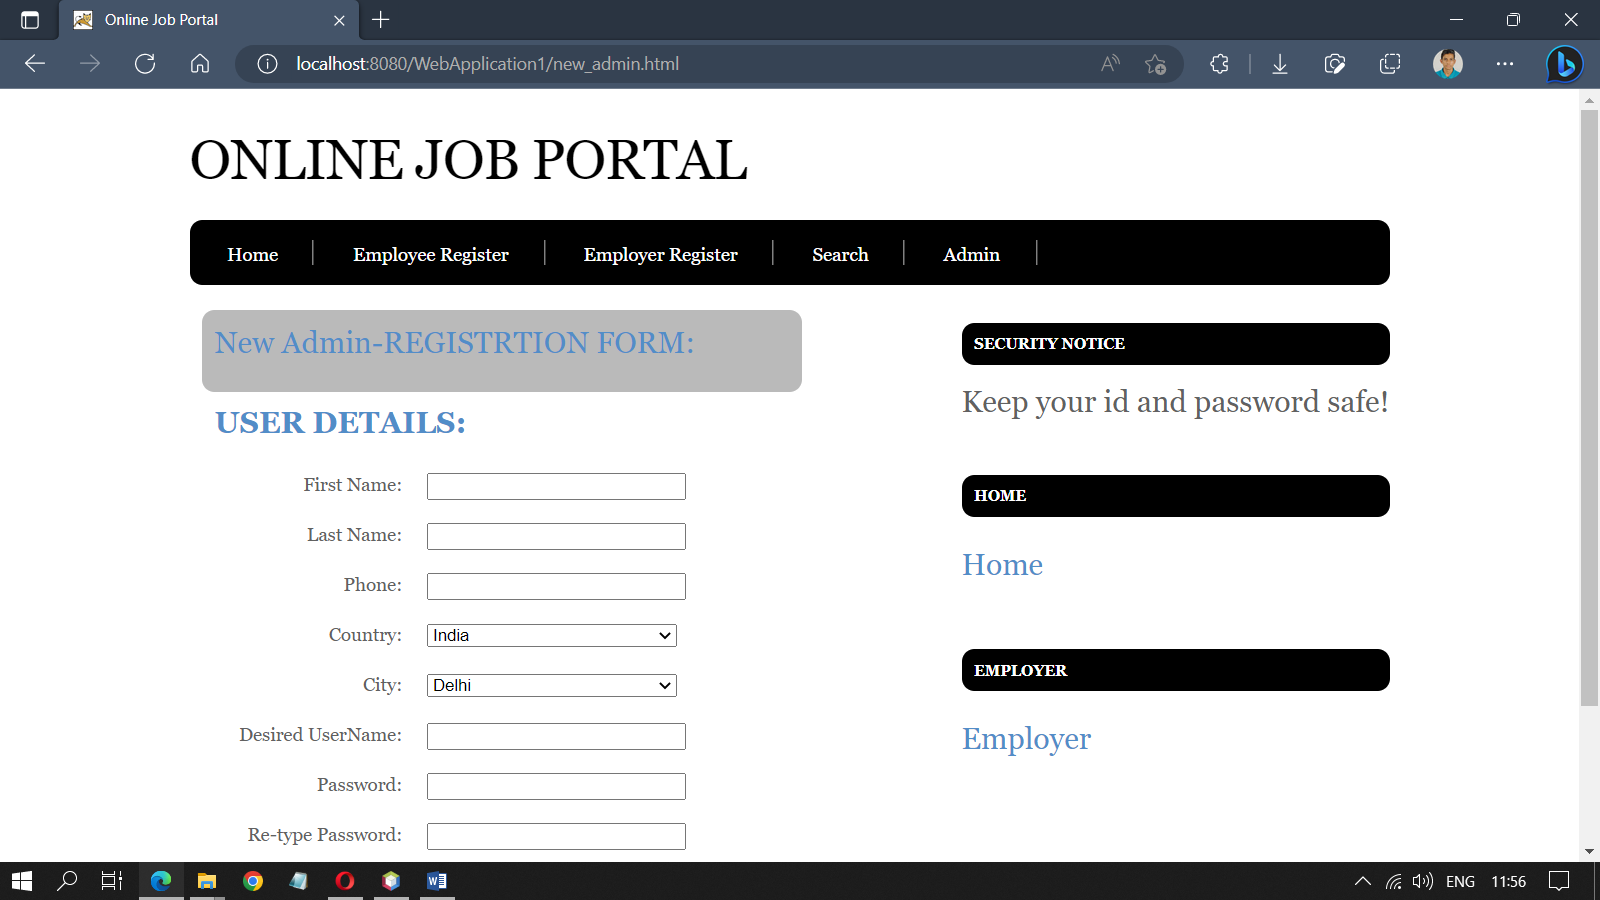 Online Job Portal
localhost:8080/WebApplication1/new_admin.html
ONLINE JOB PORTAL
Home
Employee Register
Employer Register
Search
Admin
New Admin-REGISTRTION FORM:
USER DETAILS:
First Name:
Last Name:
Phone:
Country: India
City: Delhi
Desired UserName:
Password:
Re-type Password:
SECURITY NOTICE
Keep your id and password safe!
HOME
Home
EMPLOYER
Employer
ENG 11:56